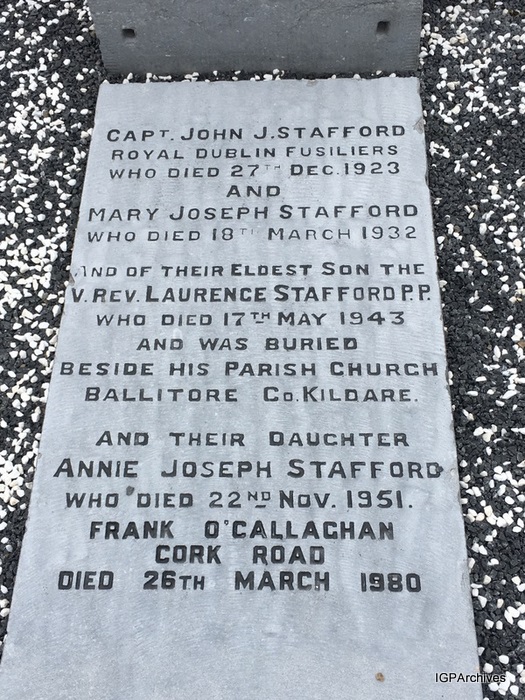 CAPT. JOHN J. STAFFORD
ROYAL DUBLIN FUSILIERS
WHO DIED 27TH DEC. 1923
AND
MARY JOSEPH STAFFORD
WHO DIED 18TH MARCH 1932
AND OF THEIR ELDEST SON THE
V. REV. LAURENCE STAFFORD P.P.
WHO DIED 17TH MAY 1943
AND WAS BURIED
BESIDE HIS PARISH CHURCH
BALLITORE CO. KILDARE.
AND THEIR DAUGHTER
ANNIE JOSEPH STAFFORD
WHO DIED 22ND NOV. 1951.
FRANK O'CALLAGHAN
CORK ROAD
DIED 26TH MARCH 1980
IGPArchives